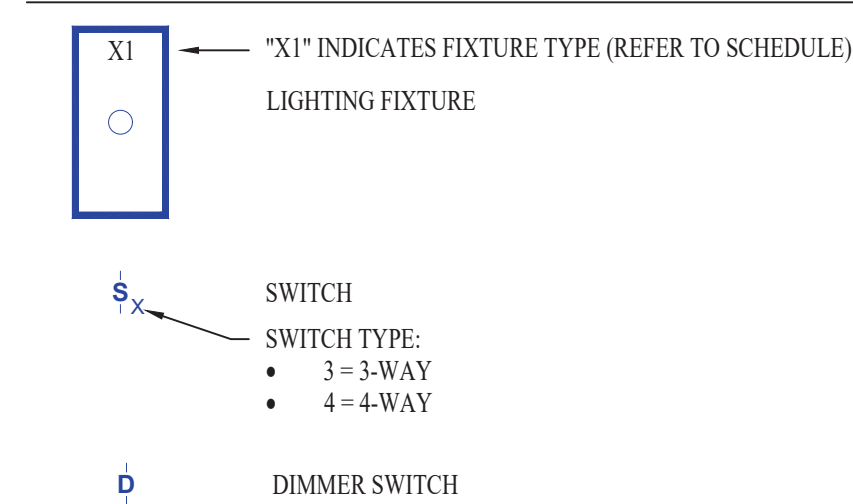 X1 "X1" INDICATES FIXTURE TYPE (REFER TO SCHEDULE)
LIGHTING FIXTURE
S X SWITCH
SWITCH TYPE:
• 3 = 3-WAY
• 4 = 4-WAY
D DIMMER SWITCH